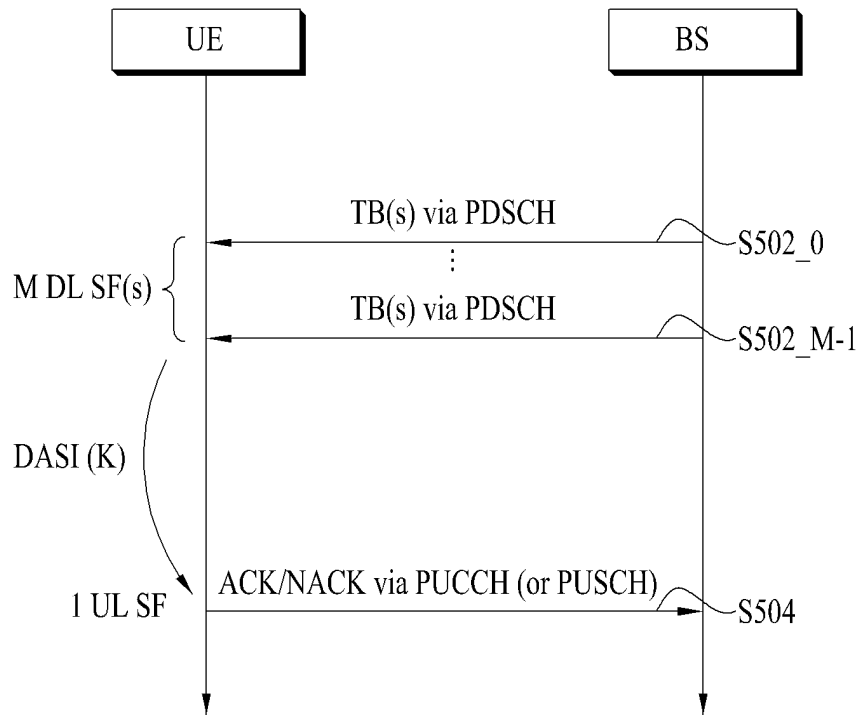 UE
BS
TB(s) via PDSCH
S502_0
⋮
M DL SF(s)
TB(s) via PDSCH
S502_M-1
DASI (K)
ACK/NACK via PUCCH (or PUSCH)
1 UL SF
S504